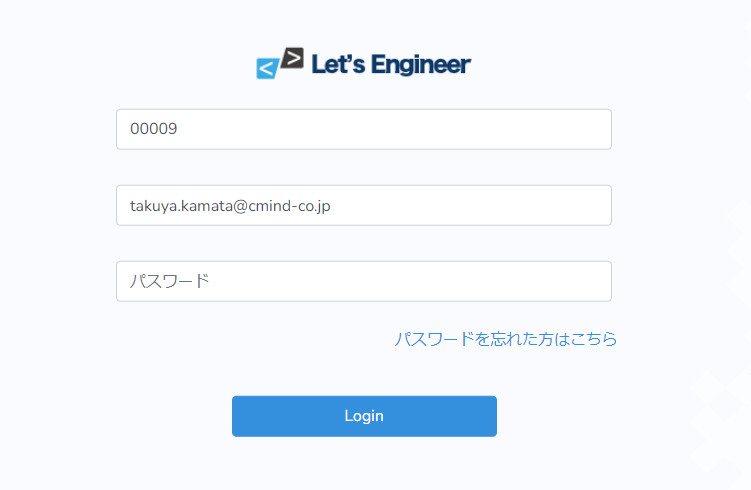 Let's Engineer
00009
takuya.kamata@cmind-co.jp
パスワード
パスワードを忘れた方はこちら
Login